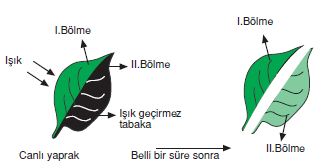 I.Bölme
I.Bölme
Işık
II.Bölme
Işık geçirmez
tabaka
II.Bölme
Canlı yaprak
Belli bir süre sonra